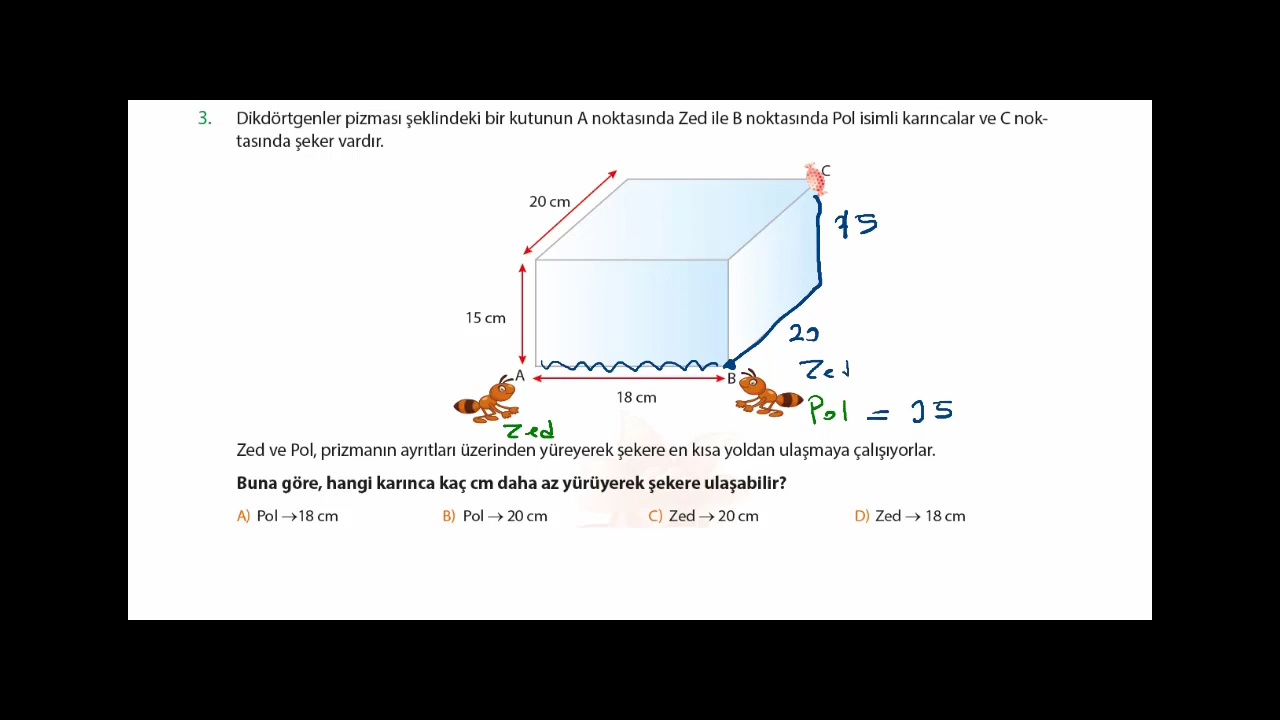 3. Dikdörtgenler pizması şeklindeki bir kutunun A noktasında Zed ile B noktasında Pol isimli karıncalar ve C nok-
tasında şeker vardır.
C
20 cm
15
15 cm
20
A
B
Zed
18 cm
Pol = 35
Zed
Zed ve Pol, prizmanın ayrıtları üzerinden yüreyerek şekere en kısa yoldan ulaşmaya çalışıyorlar.
Buna göre, hangi karınca kaç cm daha az yürüyerek şekere ulaşabilir?
A) Pol →18 cm B) Pol → 20 cm C) Zed → 20 cm D) Zed → 18 cm